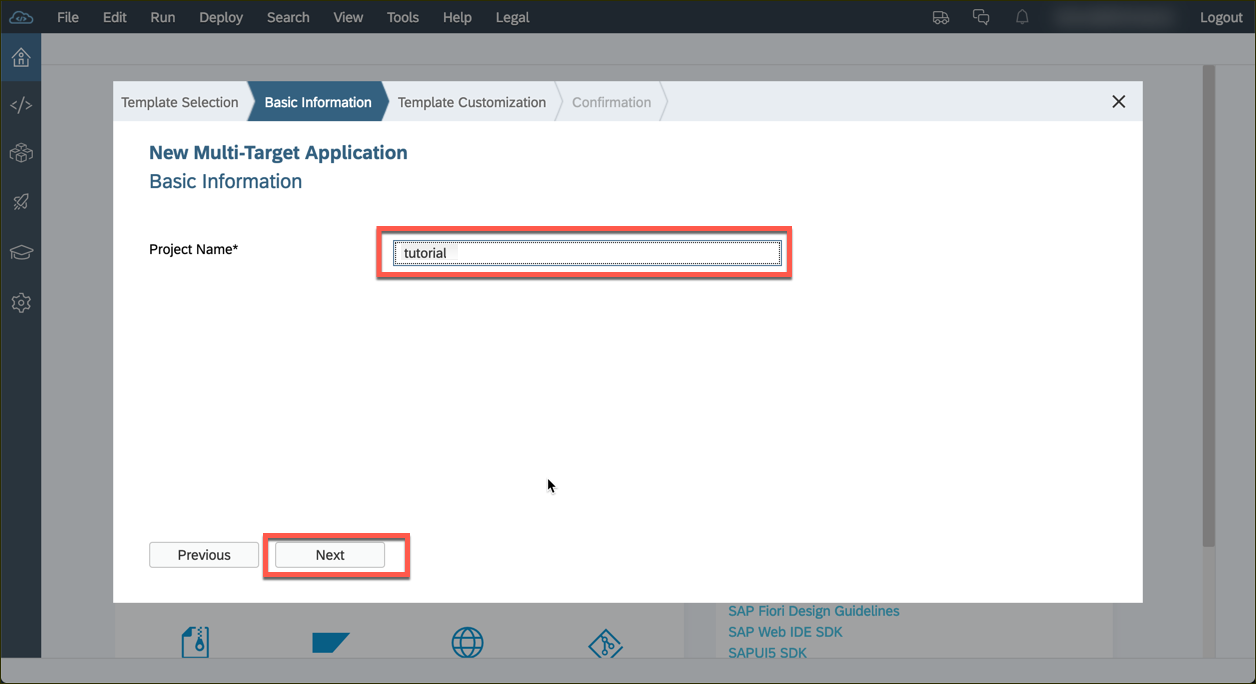 File Edit Run Deploy Search View Tools Help Legal Logout
Template Selection Basic Information Template Customization Confirmation
New Multi-Target Application
Basic Information
Project Name* tutorial
Previous Next
SAP Fiori Design Guidelines
SAP Web IDE SDK
SAPUI5 SDK